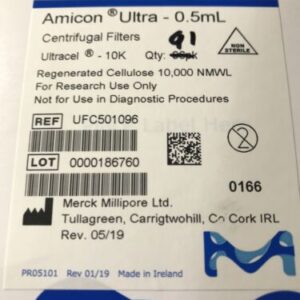 Amicon® Ultra - 0.5mL
Centrifugal Filters 91
Ultracel® - 10K Qty: 96pk
NON STERILE
Regenerated Cellulose 10,000 NMWL
For Research Use Only
Not for Use in Diagnostic Procedures
REF UFC501096
LOT 0000186760
2
0166
Merck Millipore Ltd.
Tullagreen, Carrigtwohill, Co Cork IRL
Rev. 05/19
PR05101 Rev 01/19 Made in Ireland